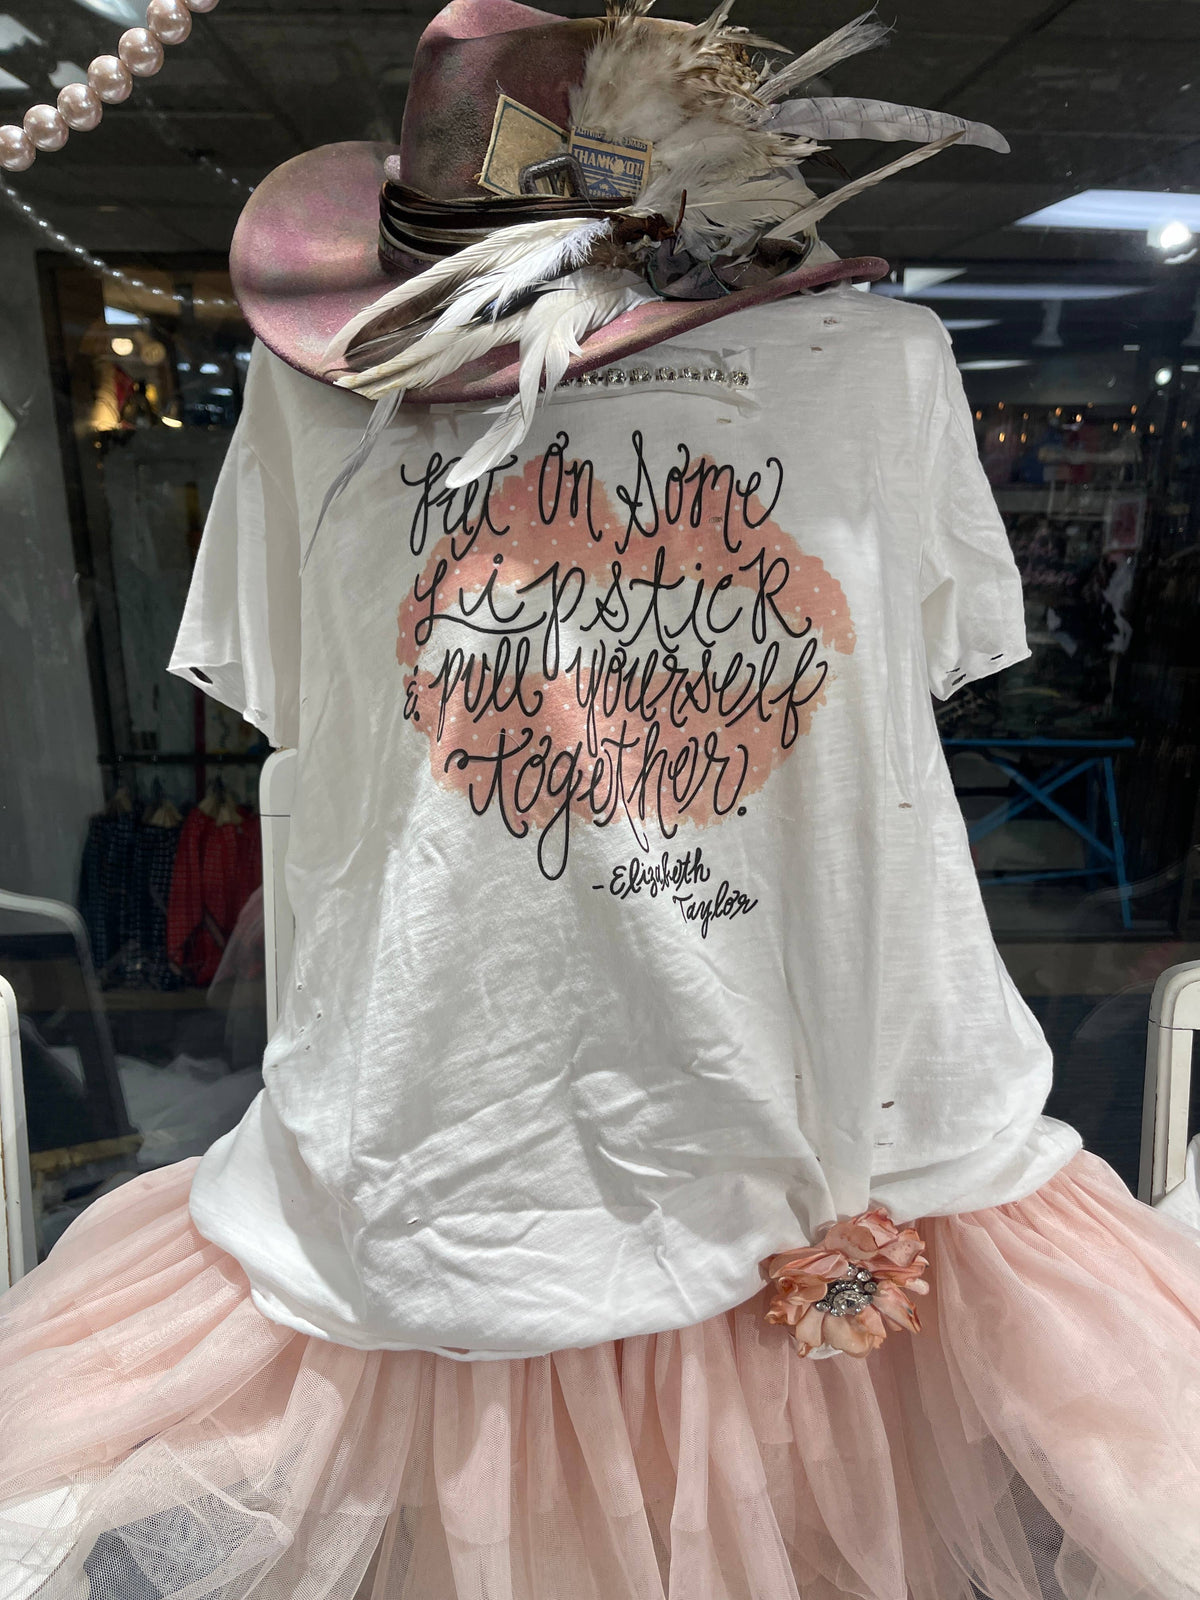 THANK YOU
Put On Some
Lipstick
& pull yourself
together.
- Elizabeth
Taylor